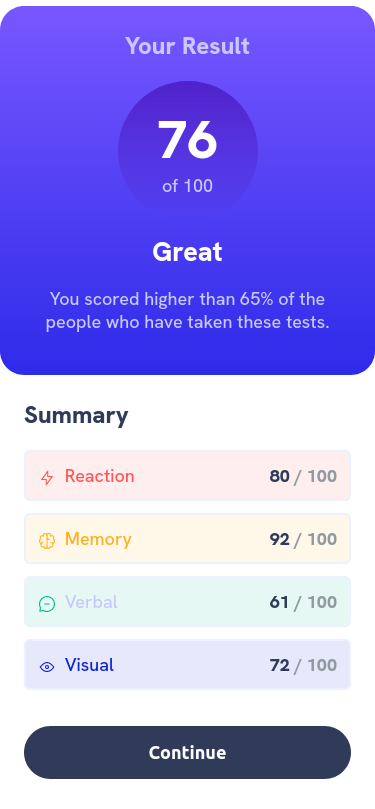 Your Result
76
of 100
Great
You scored higher than 65% of the
people who have taken these tests.
Summary
Reaction 80 / 100
Memory 92 / 100
Verbal 61 / 100
Visual 72 / 100
Continue